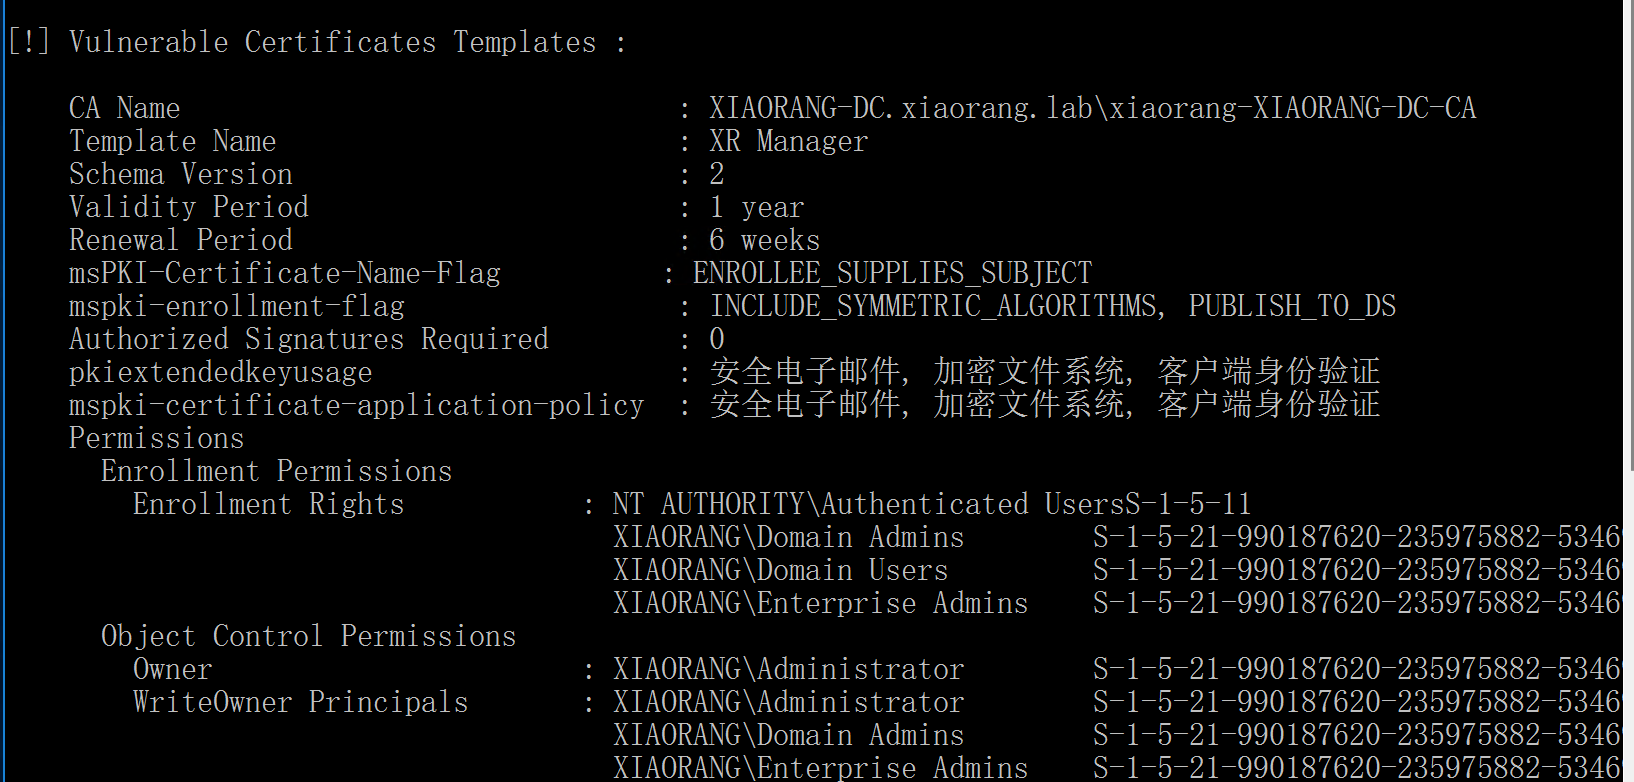 [!] Vulnerable Certificates Templates :
CA Name : XIAORANG-DC.xiaorang.lab\xiaorang-XIAORANG-DC-CA
Template Name : XR Manager
Schema Version : 2
Validity Period : 1 year
Renewal Period : 6 weeks
msPKI-Certificate-Name-Flag : ENROLLEE_SUPPLIES_SUBJECT
mspki-enrollment-flag : INCLUDE_SYMMETRIC_ALGORITHMS, PUBLISH_TO_DS
Authorized Signatures Required : 0
pkiextendedkeyusage : 安全电子邮件, 加密文件系统, 客户端身份验证
mspki-certificate-application-policy : 安全电子邮件, 加密文件系统, 客户端身份验证
Permissions
Enrollment Permissions
Enrollment Rights : NT AUTHORITY\Authenticated UsersS-1-5-11
XIAORANG\Domain Admins S-1-5-21-990187620-235975882-5346
XIAORANG\Domain Users S-1-5-21-990187620-235975882-5346
XIAORANG\Enterprise Admins S-1-5-21-990187620-235975882-5346
Object Control Permissions
Owner : XIAORANG\Administrator S-1-5-21-990187620-235975882-5346
WriteOwner Principals : XIAORANG\Administrator S-1-5-21-990187620-235975882-5346
XIAORANG\Domain Admins S-1-5-21-990187620-235975882-5346
XIAORANG\Enterprise Admins S-1-5-21-990187620-235975882-5346